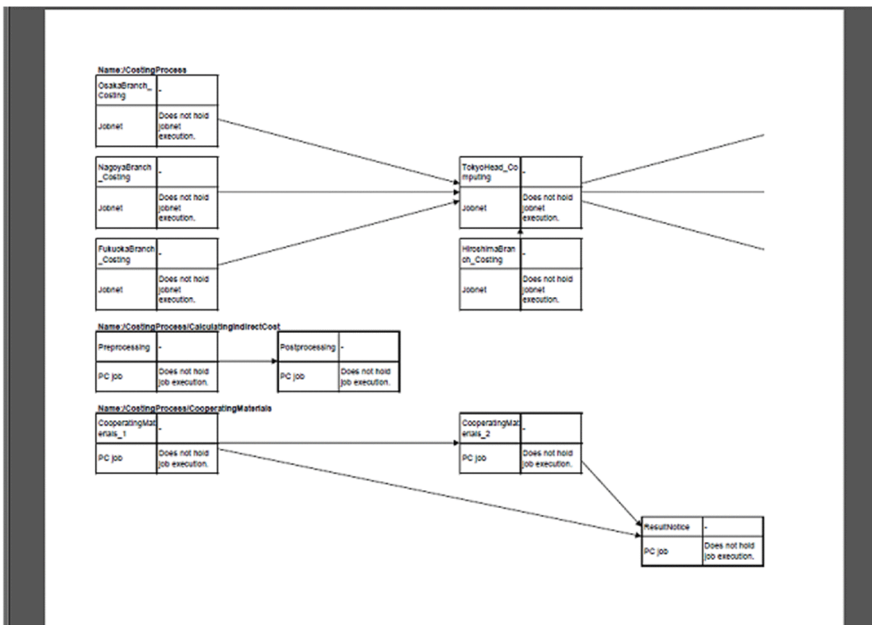 Name:/CostingProcess
OsakaBranch_
Costing
-
Jobnet
Does not hold
jobnet
execution.
NagoyaBranch
_Costing
-
Jobnet
Does not hold
jobnet
execution.
TokyoHead_Co
mputing
-
Jobnet
Does not hold
jobnet
execution.
FukuokaBranch
_Costing
-
Jobnet
Does not hold
jobnet
execution.
HiroshimaBran
ch_Costing
-
Jobnet
Does not hold
jobnet
execution.
Name:/CostingProcess/CalculatingIndirectCost
Preprocessing
-
PC job
Does not hold
job execution.
Postprocessing
-
PC job
Does not hold
job execution.
Name:/CostingProcess/CooperatingMaterials
CooperatingMat
erials_1
-
PC job
Does not hold
job execution.
CooperatingMat
erials_2
-
PC job
Does not hold
job execution.
ResultNotice
-
PC job
Does not hold
job execution.